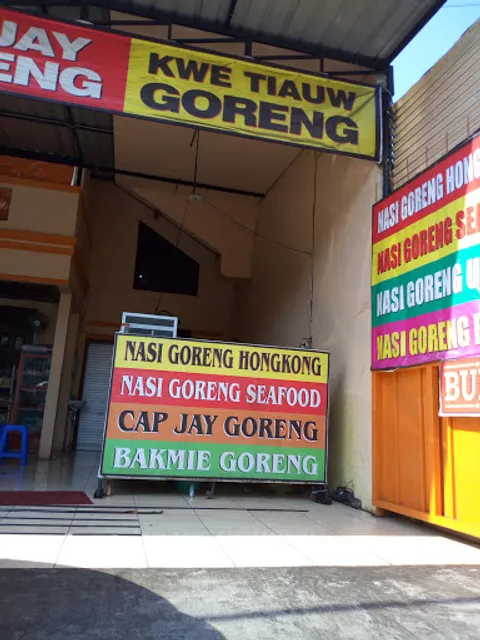 JAY
KWE TIAUW
GORENG
NASI GORENG HONGKONG
NASI GORENG SEAFOOD
CAP JAY GORENG
BAKMIE GORENG
NASI GORENG
NASI GORENG
NASI GORENG
NASI GORENG